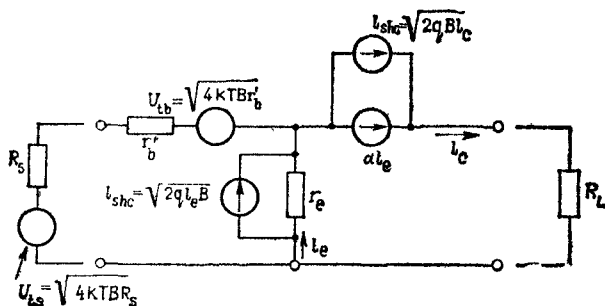 i_shc=√2qBi_c
U_tb=√4kTBr'_b
R_s
r'_b
αi_e
i_c
i_shc=√2qi_eB
r_e
R_L
i_e
U_ts=√4kTBR_s